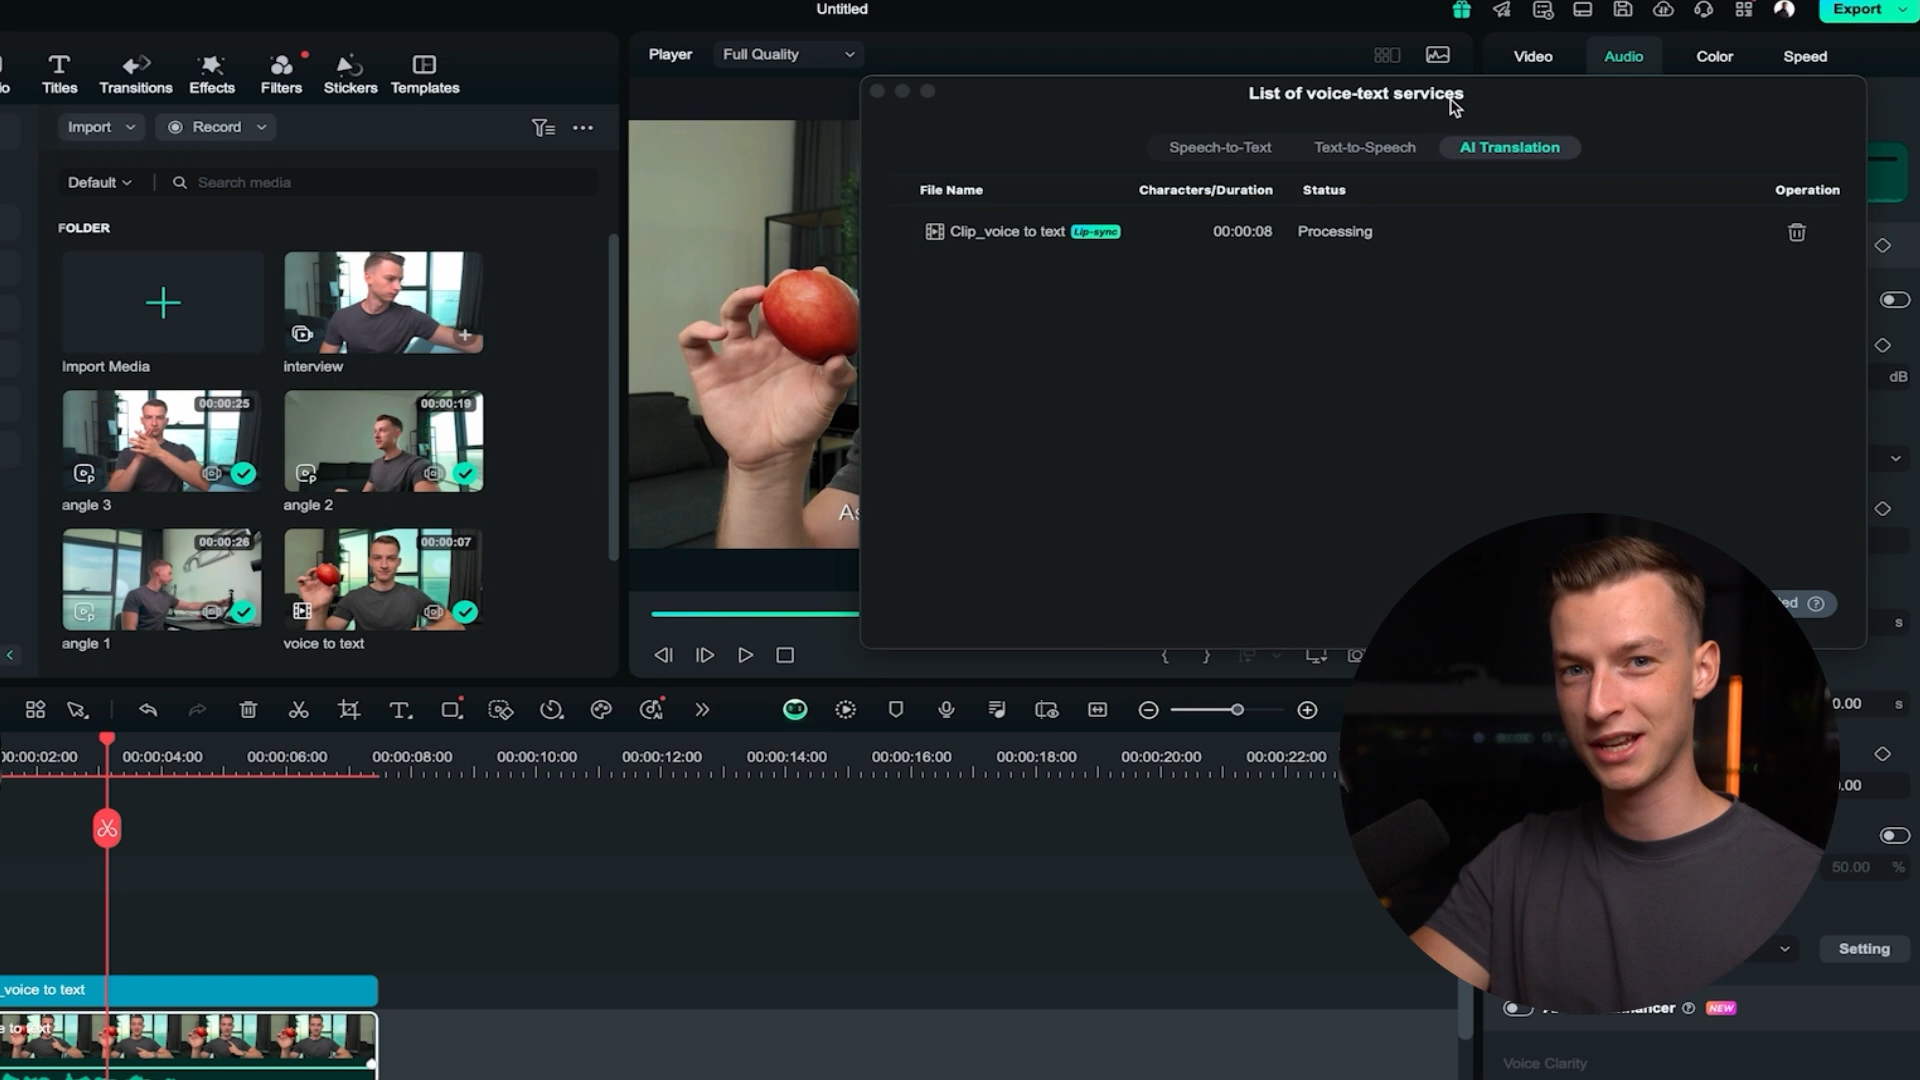 Untitled
Export
Titles
Transitions
Effects
Filters
Stickers
Templates
Import
Record
Default
Search media
FOLDER
Import Media
interview
00:00:25
angle 3
00:00:19
angle 2
00:00:26
angle 1
00:00:07
voice to text
Player
Full Quality
Video
Audio
Color
Speed
List of voice-text services
Speech-to-Text
Text-to-Speech
AI Translation
File Name
Characters/Duration
Status
Operation
Clip_voice to text
Lip-sync
00:00:08
Processing
As
dB
s
0.00 s
.00
50.00 %
Setting
NEW
Voice Clarity
00:00:02:00
00:00:04:00
00:00:06:00
00:00:08:00
00:00:10:00
00:00:12:00
00:00:14:00
00:00:16:00
00:00:18:00
00:00:20:00
00:00:22:00
_voice to text
e to text